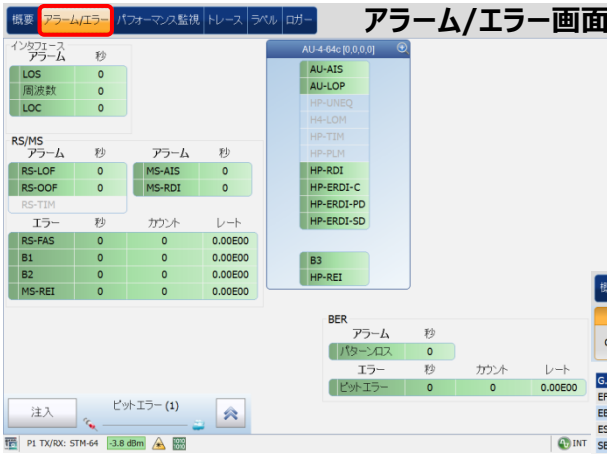 概要 アラーム/エラー パフォーマンス監視 トレース ラベル ロガー アラーム/エラー画面
インタフェース
アラーム 秒
LOS 0
周波数 0
LOC 0
RS/MS
アラーム 秒 アラーム 秒
RS-LOF 0 MS-AIS 0
RS-OOF 0 MS-RDI 0
RS-TIM
エラー 秒 カウント レート
RS-FAS 0 0 0.00E00
B1 0 0 0.00E00
B2 0 0 0.00E00
MS-REI 0 0 0.00E00
AU-4-64c [0,0,0,0]
AU-AIS
AU-LOP
HP-UNEQ
H4-LOM
HP-TIM
HP-PLM
HP-RDI
HP-ERDI-C
HP-ERDI-PD
HP-ERDI-SD
B3
HP-REI
BER
アラーム 秒
パターンロス 0
エラー 秒 カウント レート
ビットエラー 0 0 0.00E00
注入 ビットエラー (1)
P1 TX/RX: STM-64 -3.8 dBm INT
G.
EF
EE
ES
SE